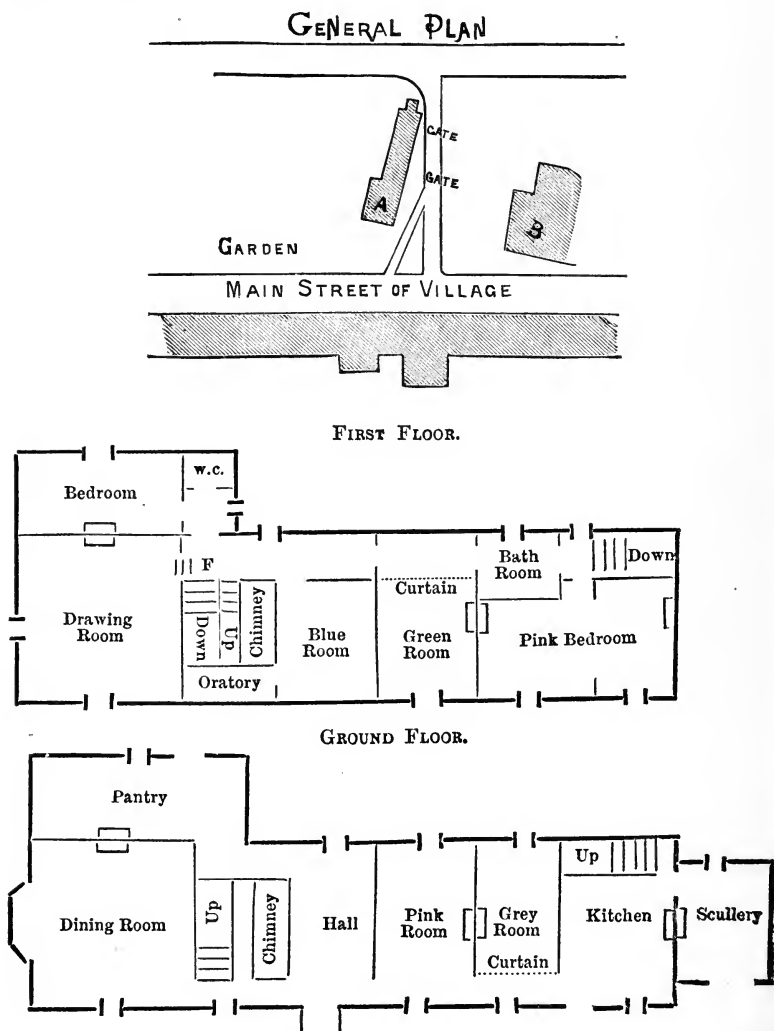 GENERAL PLAN
GATE
GATE
A
B
GARDEN
MAIN STREET OF VILLAGE
FIRST FLOOR.
W.C.
Bedroom
F
Bath
Room
Down
Curtain
Drawing
Room
Down
Up
Chimney
Blue
Room
Green
Room
Pink Bedroom
Oratory
GROUND FLOOR.
Pantry
Up
Dining Room
Up
Chimney
Hall
Pink
Room
Grey
Room
Kitchen
Scullery
Curtain